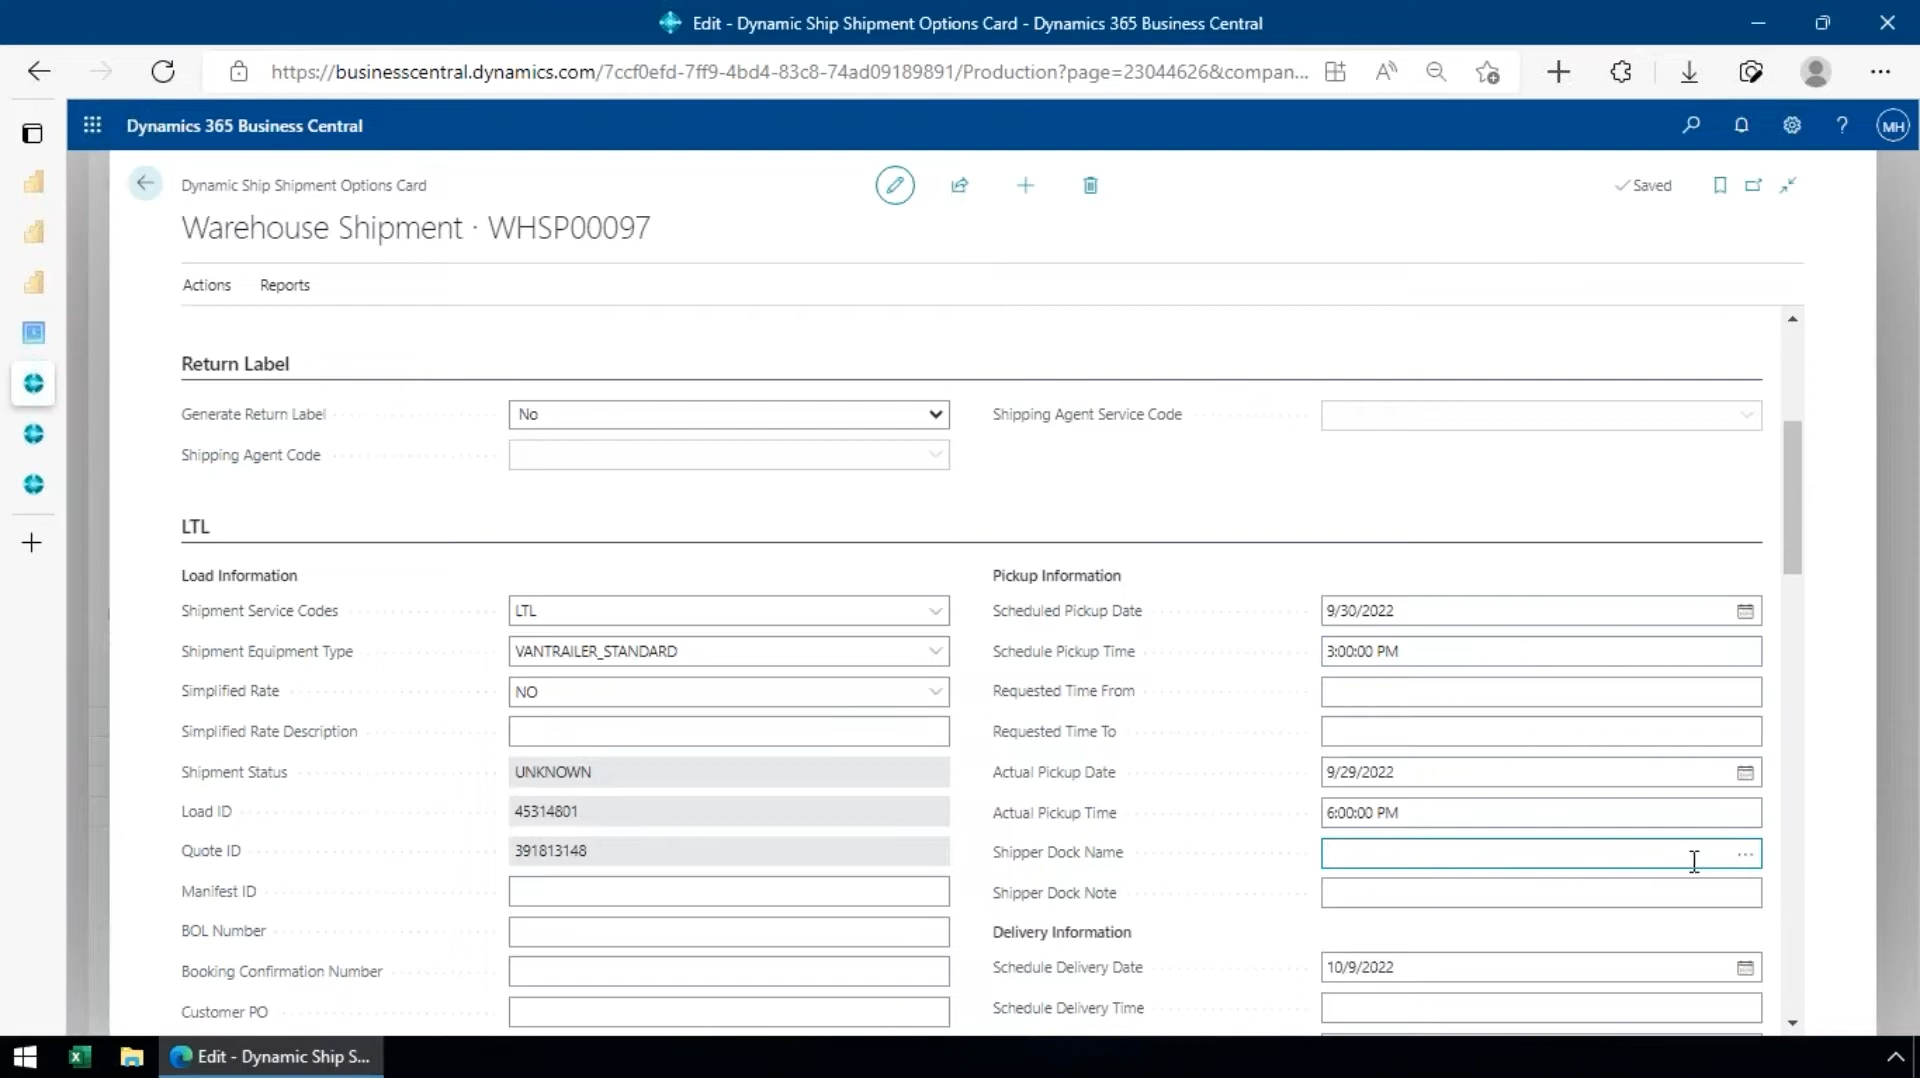 Edit - Dynamic Ship Shipment Options Card - Dynamics 365 Business Central
https://businesscentral.dynamics.com/7ccf0efd-7ff9-4bd4-83c8-74ad09189891/Production?page=23044626&compan...
Dynamics 365 Business Central
MH
Dynamic Ship Shipment Options Card
Saved
Warehouse Shipment · WHSP00097
Actions Reports
Return Label
Generate Return Label No
Shipping Agent Service Code
Shipping Agent Code
LTL
Load Information
Shipment Service Codes LTL
Shipment Equipment Type VANTRAILER_STANDARD
Simplified Rate NO
Simplified Rate Description
Shipment Status UNKNOWN
Load ID 45314801
Quote ID 391813148
Manifest ID
BOL Number
Booking Confirmation Number
Customer PO
Pickup Information
Scheduled Pickup Date 9/30/2022
Schedule Pickup Time 3:00:00 PM
Requested Time From
Requested Time To
Actual Pickup Date 9/29/2022
Actual Pickup Time 6:00:00 PM
Shipper Dock Name ...
Shipper Dock Note
Delivery Information
Schedule Delivery Date 10/9/2022
Schedule Delivery Time
Edit - Dynamic Ship S...